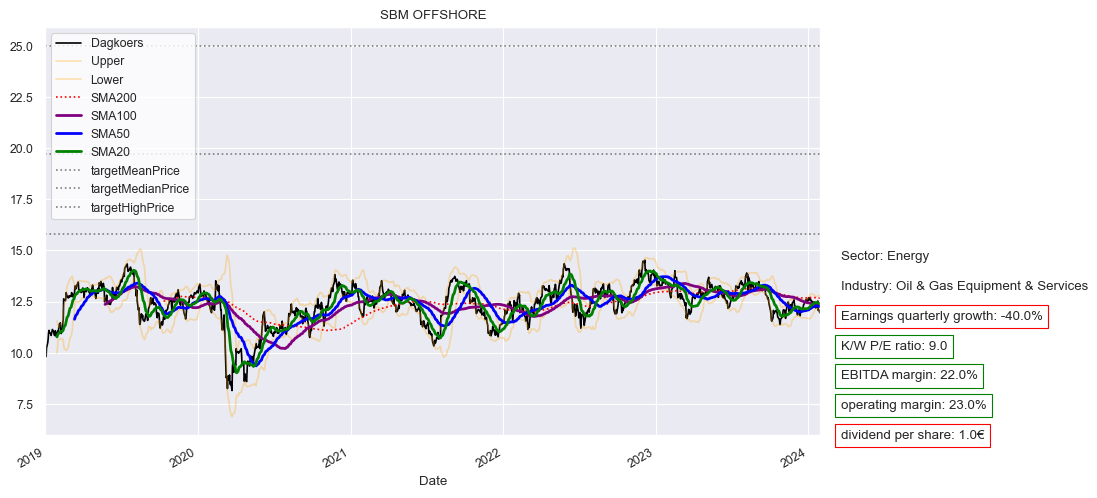 SBM OFFSHORE
25.0
22.5
20.0
17.5
15.0
12.5
10.0
7.5
Dagkoers
Upper
Lower
SMA200
SMA100
SMA50
SMA20
targetMeanPrice
targetMedianPrice
targetHighPrice
2019
2020
2021
2022
2023
2024
Date
Sector: Energy
Industry: Oil & Gas Equipment & Services
Earnings quarterly growth: -40.0%
K/W P/E ratio: 9.0
EBITDA margin: 22.0%
operating margin: 23.0%
dividend per share: 1.0€